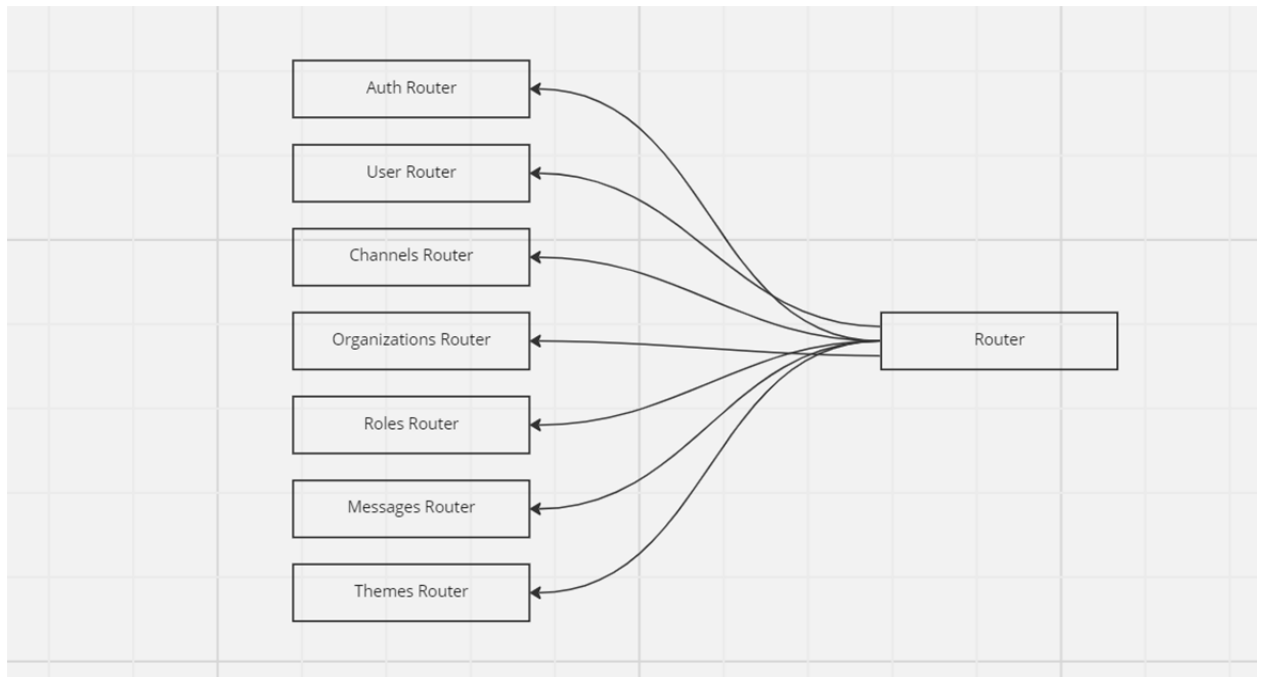 Auth Router
User Router
Channels Router
Organizations Router
Router
Roles Router
Messages Router
Themes Router